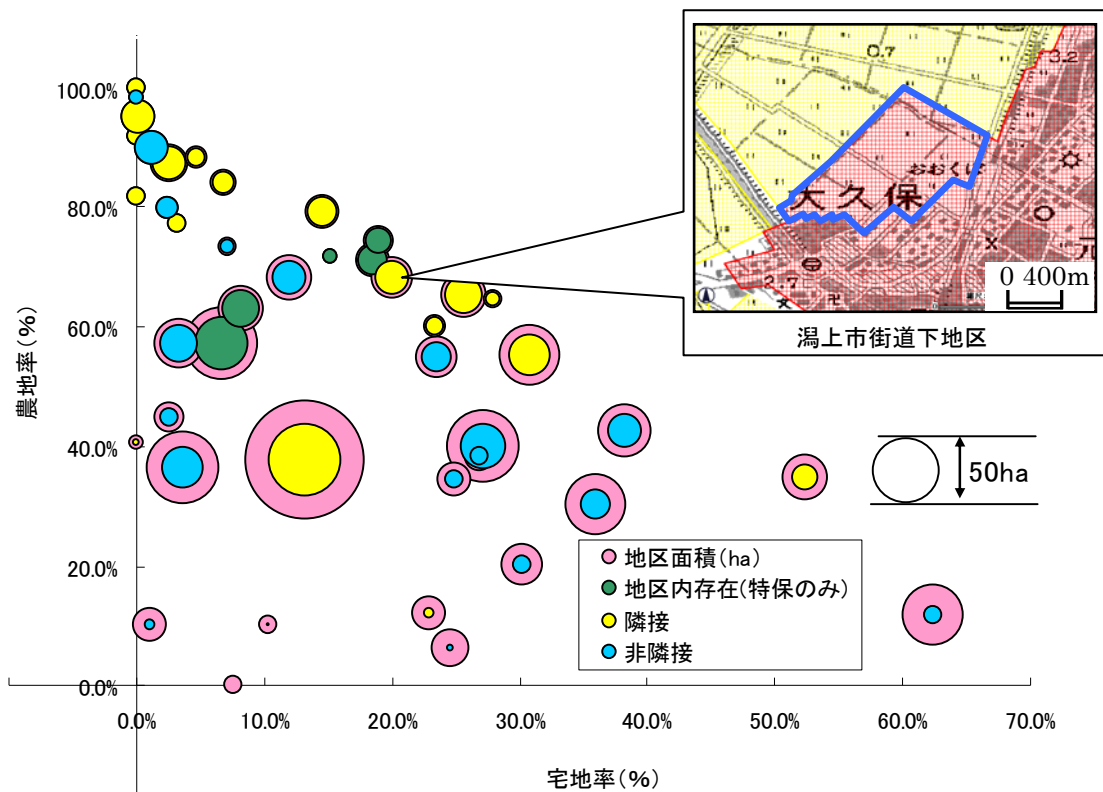 農地率(%)
100.0%
80.0%
60.0%
40.0%
20.0%
0.0%
0.0%
10.0%
20.0%
30.0%
40.0%
50.0%
60.0%
70.0%
宅地率(%)
0.7
3.2
おおくぼ
大久保
2.7
0 400m
潟上市街道下地区
50ha
地区面積(ha)
地区内存在(特保のみ)
隣接
非隣接